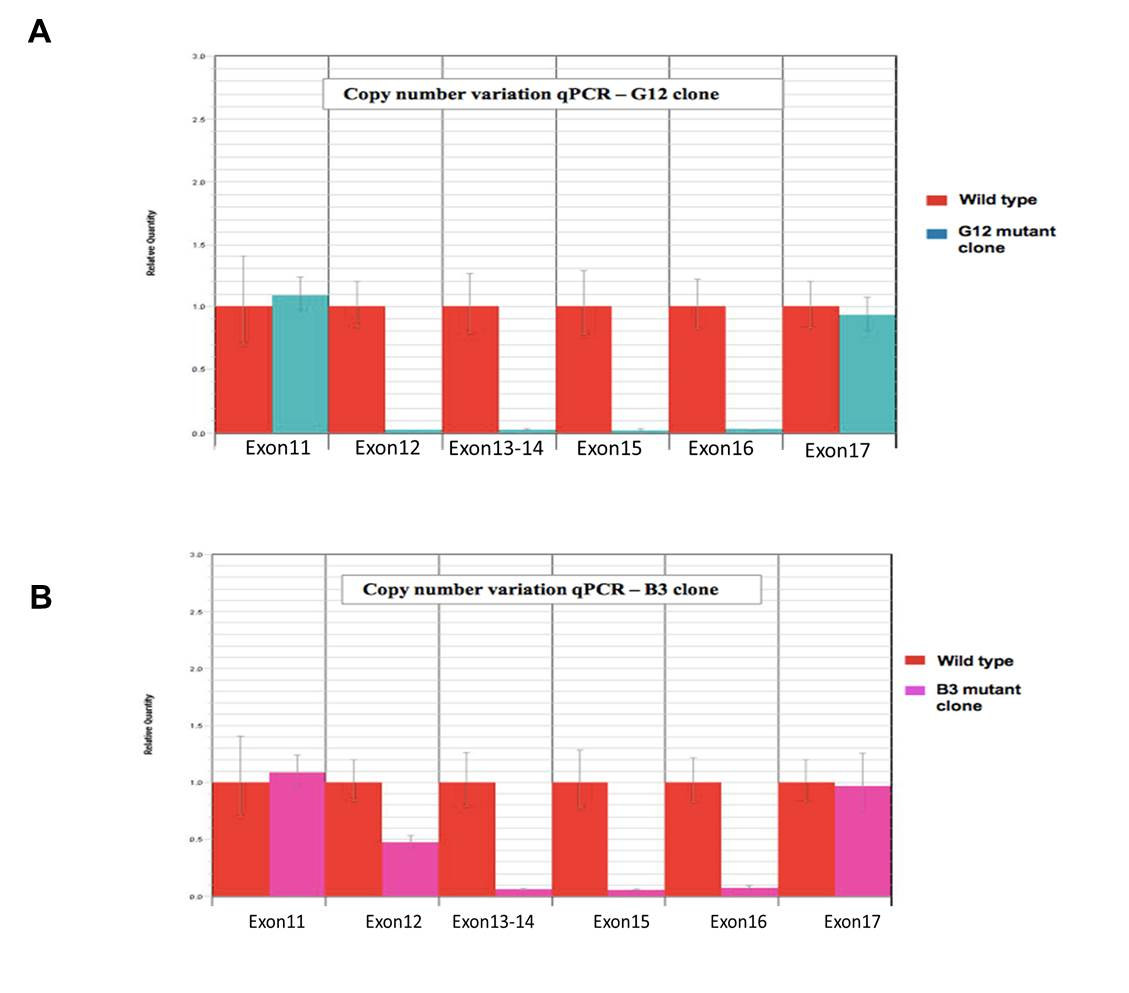 A
Copy number variation qPCR – G12 clone
3.0
2.5
2.0
1.5
1.0
0.5
0.0
Relative Quantity
Wild type
G12 mutant
clone
Exon11 Exon12 Exon13-14 Exon15 Exon16 Exon17
B
Copy number variation qPCR – B3 clone
3.0
2.5
2.0
1.5
1.0
0.5
0.0
Relative Quantity
Wild type
B3 mutant
clone
Exon11 Exon12 Exon13-14 Exon15 Exon16 Exon17